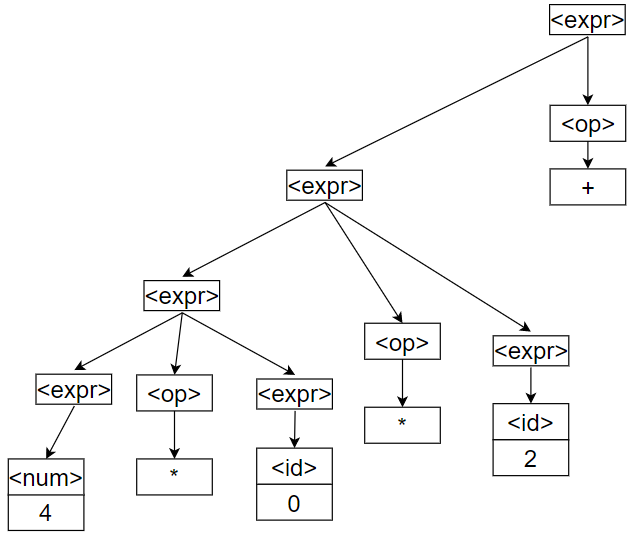 <expr>
<op>
+
<expr>
<expr>
<op>
*
<expr>
<id>
2
<expr>
<op>
<expr>
*
<num>
4
<id>
0